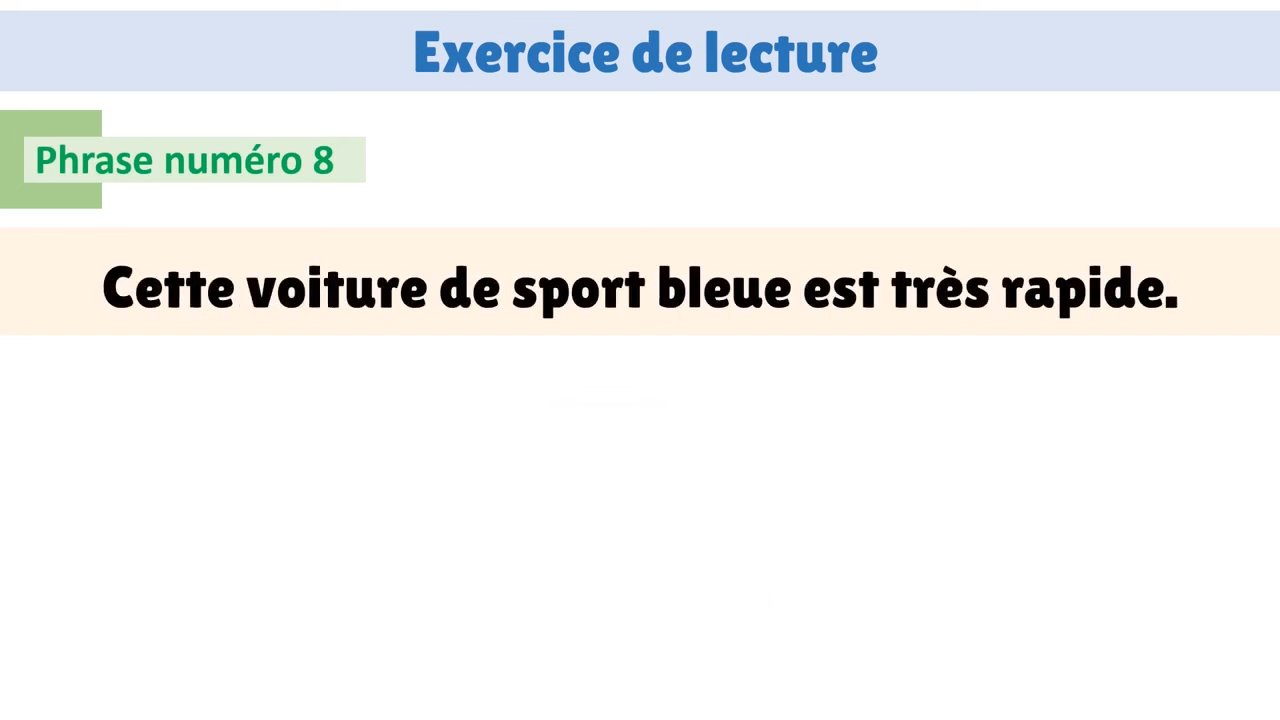 Exercice de lecture
Phrase numéro 8
Cette voiture de sport bleue est très rapide.